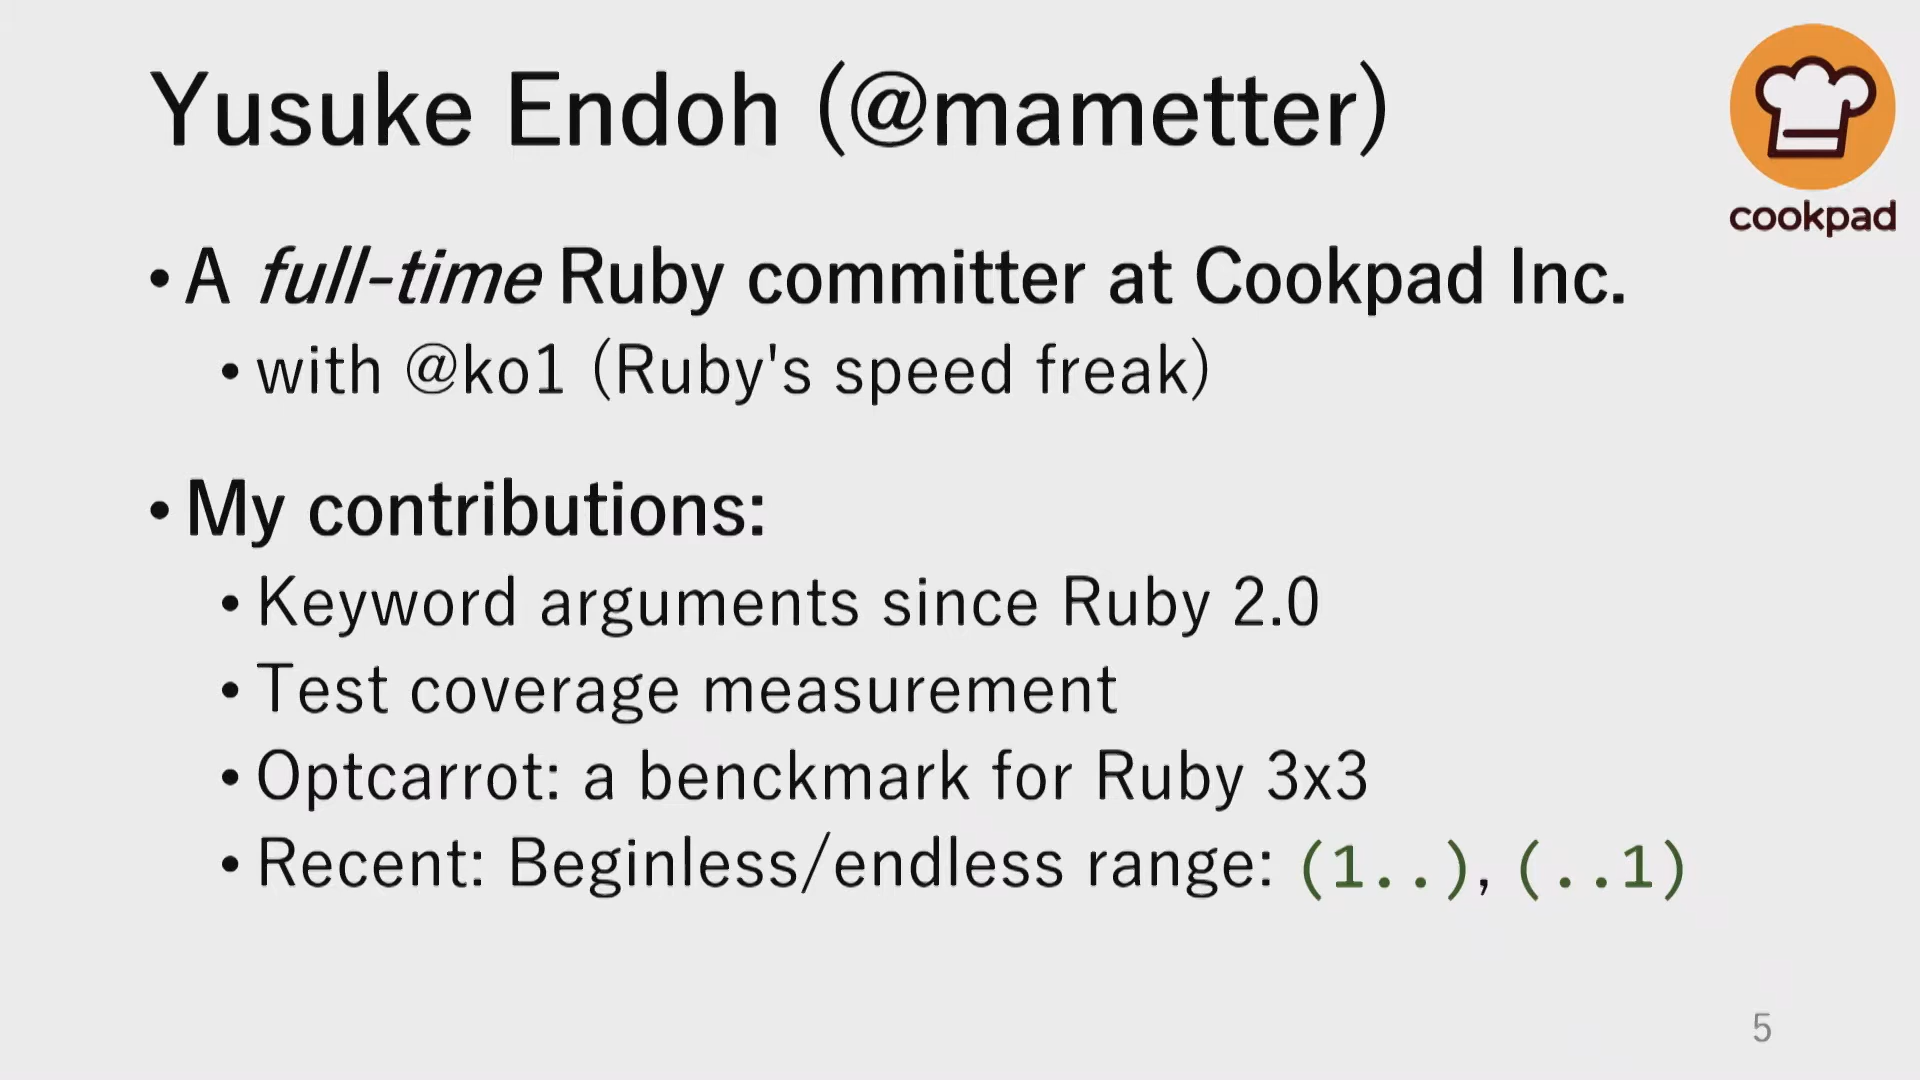 Yusuke Endoh (@mametter)
cookpad
• A full-time Ruby committer at Cookpad Inc.
• with @ko1 (Ruby's speed freak)
• My contributions:
• Keyword arguments since Ruby 2.0
• Test coverage measurement
• Optcarrot: a benckmark for Ruby 3x3
• Recent: Beginless/endless range: (1..), (..1)
5